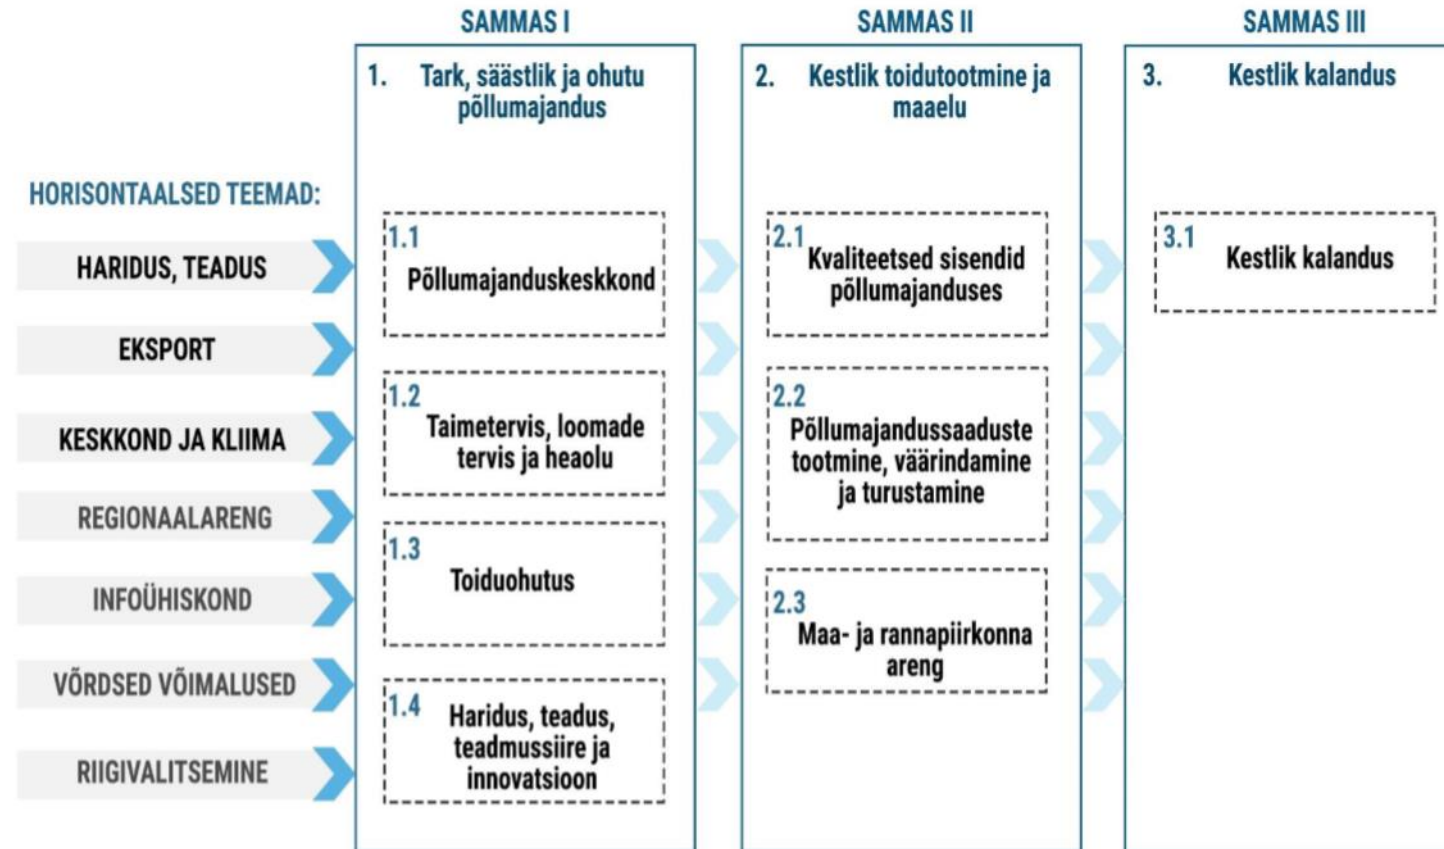 SAMMAS I
SAMMAS II
SAMMAS III
1. Tark, säästlik ja ohutu
põllumajandus
2. Kestlik toidutootmine ja
maaelu
3. Kestlik kalandus
HORISONTAALSED TEEMAD:
HARIDUS, TEADUS
EKSPORT
KESKKOND JA KLIIMA
REGIONAALARENG
INFOÜHISKOND
VÕRDSED VÕIMALUSED
RIIGIVALITSEMINE
1.1
Põllumajanduskeskkond
1.2
Taimetervis, loomade
tervis ja heaolu
1.3
Toiduohutus
1.4
Haridus, teadus,
teadmussiire ja
innovatsioon
2.1
Kvaliteetsed sisendid
põllumajanduses
2.2
Põllumajandussaaduste
tootmine, väärindamine
ja turustamine
2.3
Maa- ja rannapiirkonna
areng
3.1
Kestlik kalandus